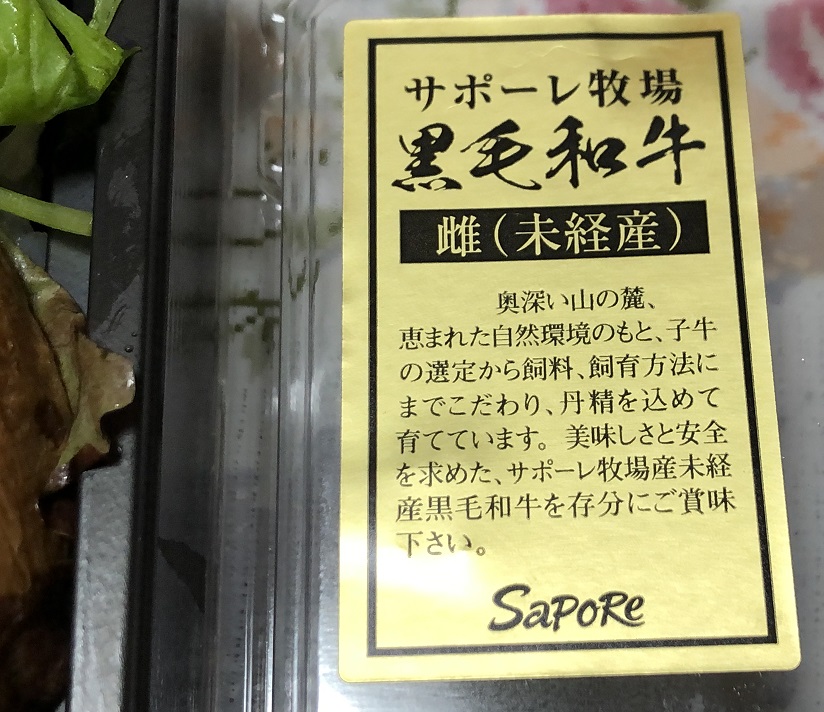 サポーレ牧場
黒毛和牛
雌(未経産)
奥深い山の麓、
恵まれた自然環境のもと、子牛
の選定から飼料、飼育方法に
までこだわり、丹精を込めて
育てています。美味しさと安全
を求めた、サポーレ牧場産未経
産黒毛和牛を存分にご賞味
下さい。
SaPoRe